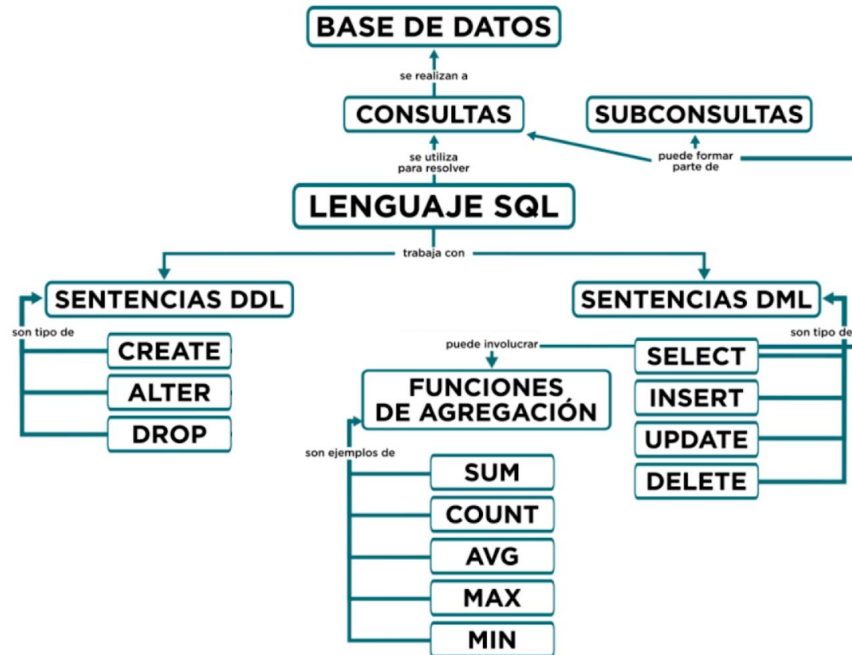 BASE DE DATOS
se realizan a
CONSULTAS
SUBCONSULTAS
se utiliza
para resolver
puede formar
parte de
LENGUAJE SQL
trabaja con
SENTENCIAS DDL
SENTENCIAS DML
son tipo de
CREATE
ALTER
DROP
son tipo de
puede involucrar
SELECT
INSERT
UPDATE
DELETE
FUNCIONES
DE AGREGACIÓN
son ejemplos de
SUM
COUNT
AVG
MAX
MIN